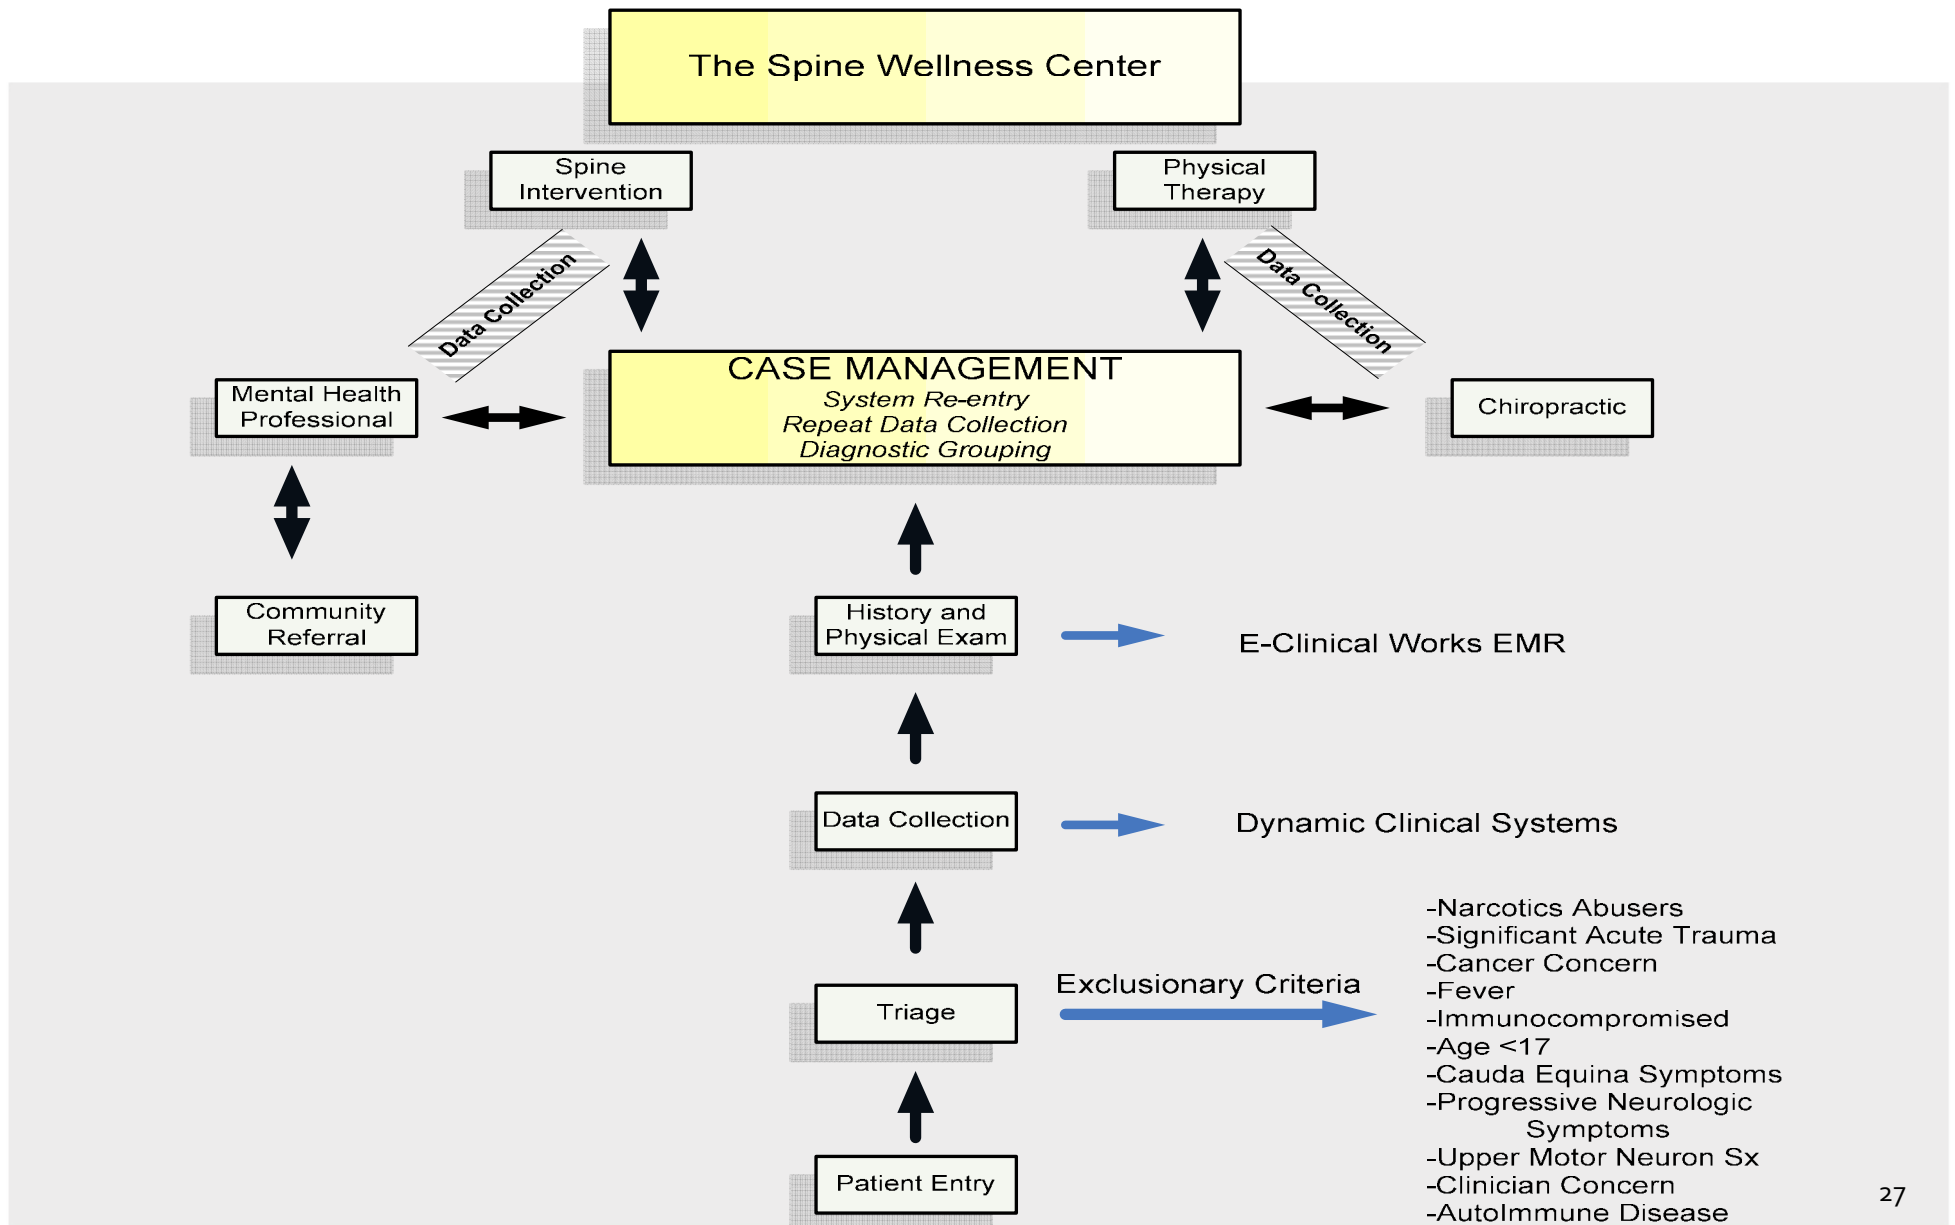 The Spine Wellness Center
Spine
Intervention
Physical
Therapy
Data Collection
Data Collection
CASE MANAGEMENT
System Re-entry
Repeat Data Collection
Diagnostic Grouping
Mental Health
Professional
Chiropractic
Community
Referral
History and
Physical Exam
E-Clinical Works EMR
Data Collection
Dynamic Clinical Systems
Triage
Exclusionary Criteria
-Narcotics Abusers
-Significant Acute Trauma
-Cancer Concern
-Fever
-Immunocompromised
-Age <17
-Cauda Equina Symptoms
-Progressive Neurologic
Symptoms
-Upper Motor Neuron Sx
-Clinician Concern
-AutoImmune Disease
Patient Entry
27